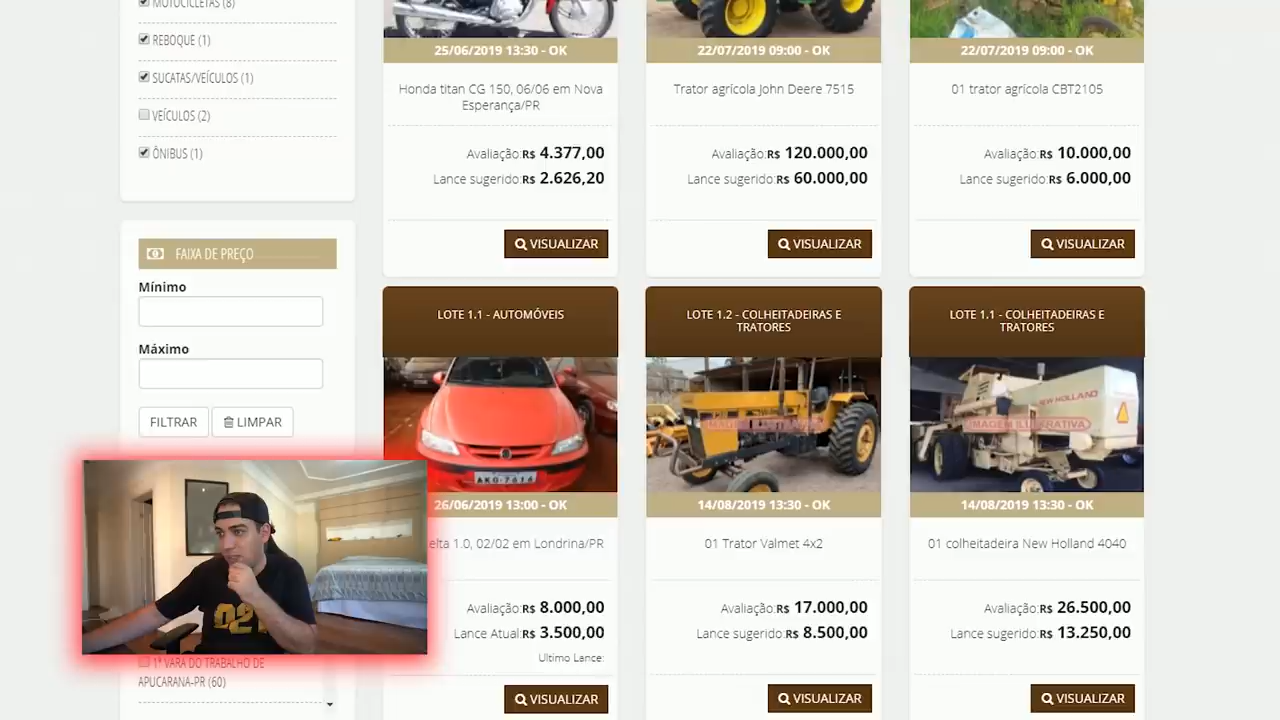 MOTOCICLETAS (8)
REBOQUE (1)
SUCATAS/VEÍCULOS (1)
VEÍCULOS (2)
ÔNIBUS (1)
FAIXA DE PREÇO
Mínimo
Máximo
FILTRAR
LIMPAR
1ª VARA DO TRABALHO DE
APUCARANA-PR (60)
25/06/2019 13:30 - OK
Honda titan CG 150, 06/06 em Nova
Esperança/PR
Avaliação:R$ 4.377,00
Lance sugerido:R$ 2.626,20
VISUALIZAR
22/07/2019 09:00 - OK
Trator agrícola John Deere 7515
Avaliação:R$ 120.000,00
Lance sugerido:R$ 60.000,00
VISUALIZAR
22/07/2019 09:00 - OK
01 trator agrícola CBT2105
Avaliação:R$ 10.000,00
Lance sugerido:R$ 6.000,00
VISUALIZAR
LOTE 1.1 - AUTOMÓVEIS
AKG-7616
26/06/2019 13:00 - OK
elta 1.0, 02/02 em Londrina/PR
Avaliação:R$ 8.000,00
Lance Atual:R$ 3.500,00
Ultimo Lance:
VISUALIZAR
LOTE 1.2 - COLHEITADEIRAS E
TRATORES
IMAGEM ILUSTRATIVA
14/08/2019 13:30 - OK
01 Trator Valmet 4x2
Avaliação:R$ 17.000,00
Lance sugerido:R$ 8.500,00
VISUALIZAR
LOTE 1.1 - COLHEITADEIRAS E
TRATORES
NEW HOLLAND
IMAGEM ILUSTRATIVA
14/08/2019 13:30 - OK
01 colheitadeira New Holland 4040
Avaliação:R$ 26.500,00
Lance sugerido:R$ 13.250,00
VISUALIZAR